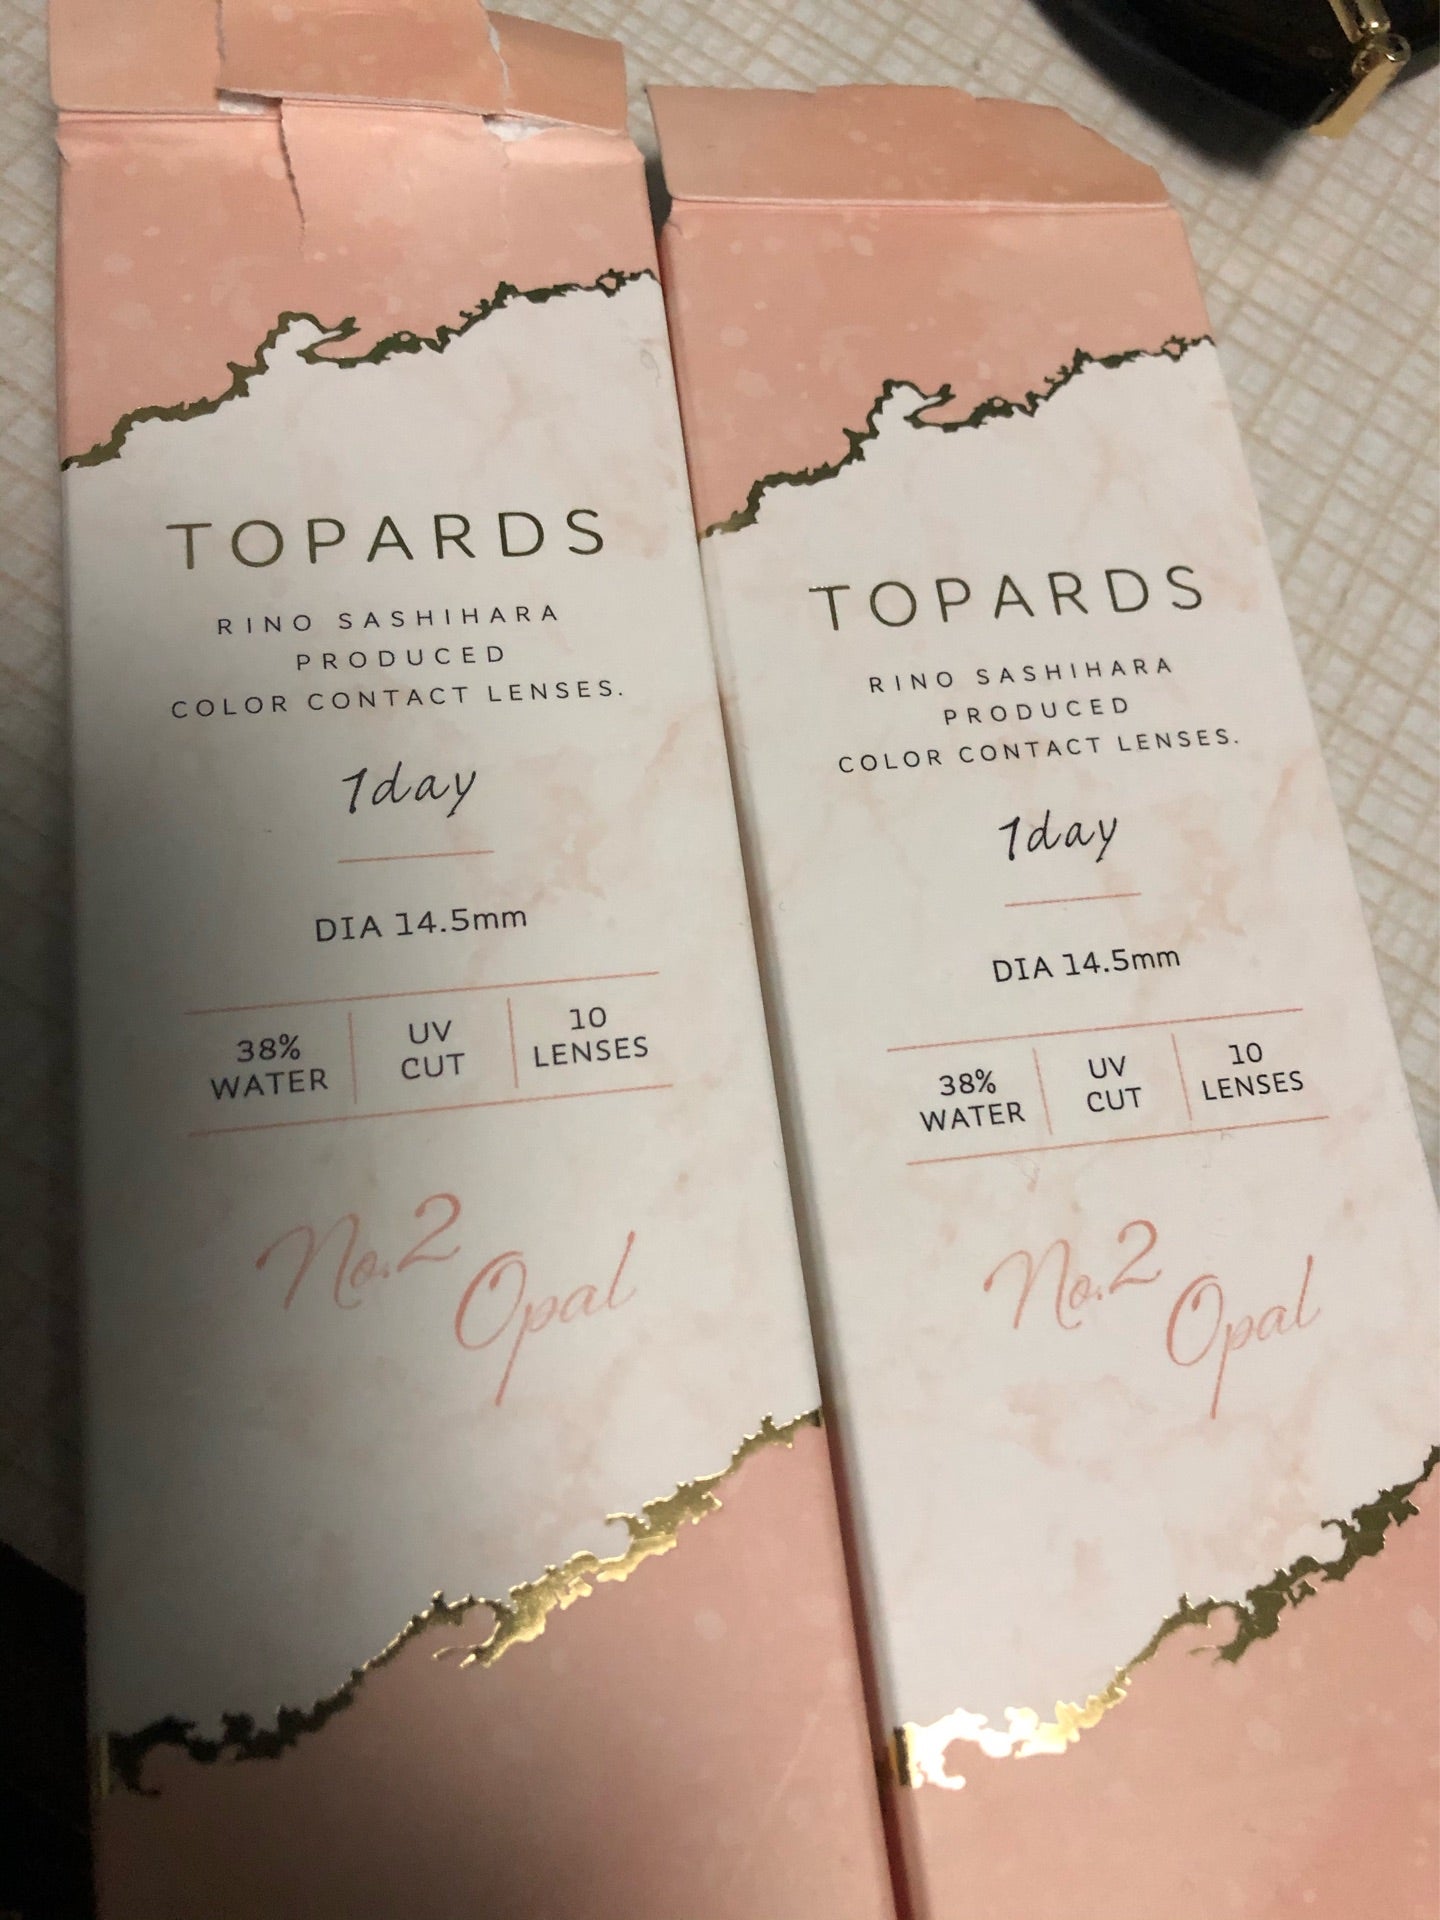 TOPARDS
RINO SASHIHARA
PRODUCED
COLOR CONTACT LENSES.
1day
DIA 14.5mm
38%
WATER
UV
CUT
10
LENSES
No.2
Opal
TOPARDS
RINO SASHIHARA
PRODUCED
COLOR CONTACT LENSES.
1day
DIA 14.5mm
38%
WATER
UV
CUT
10
LENSES
No.2
Opal